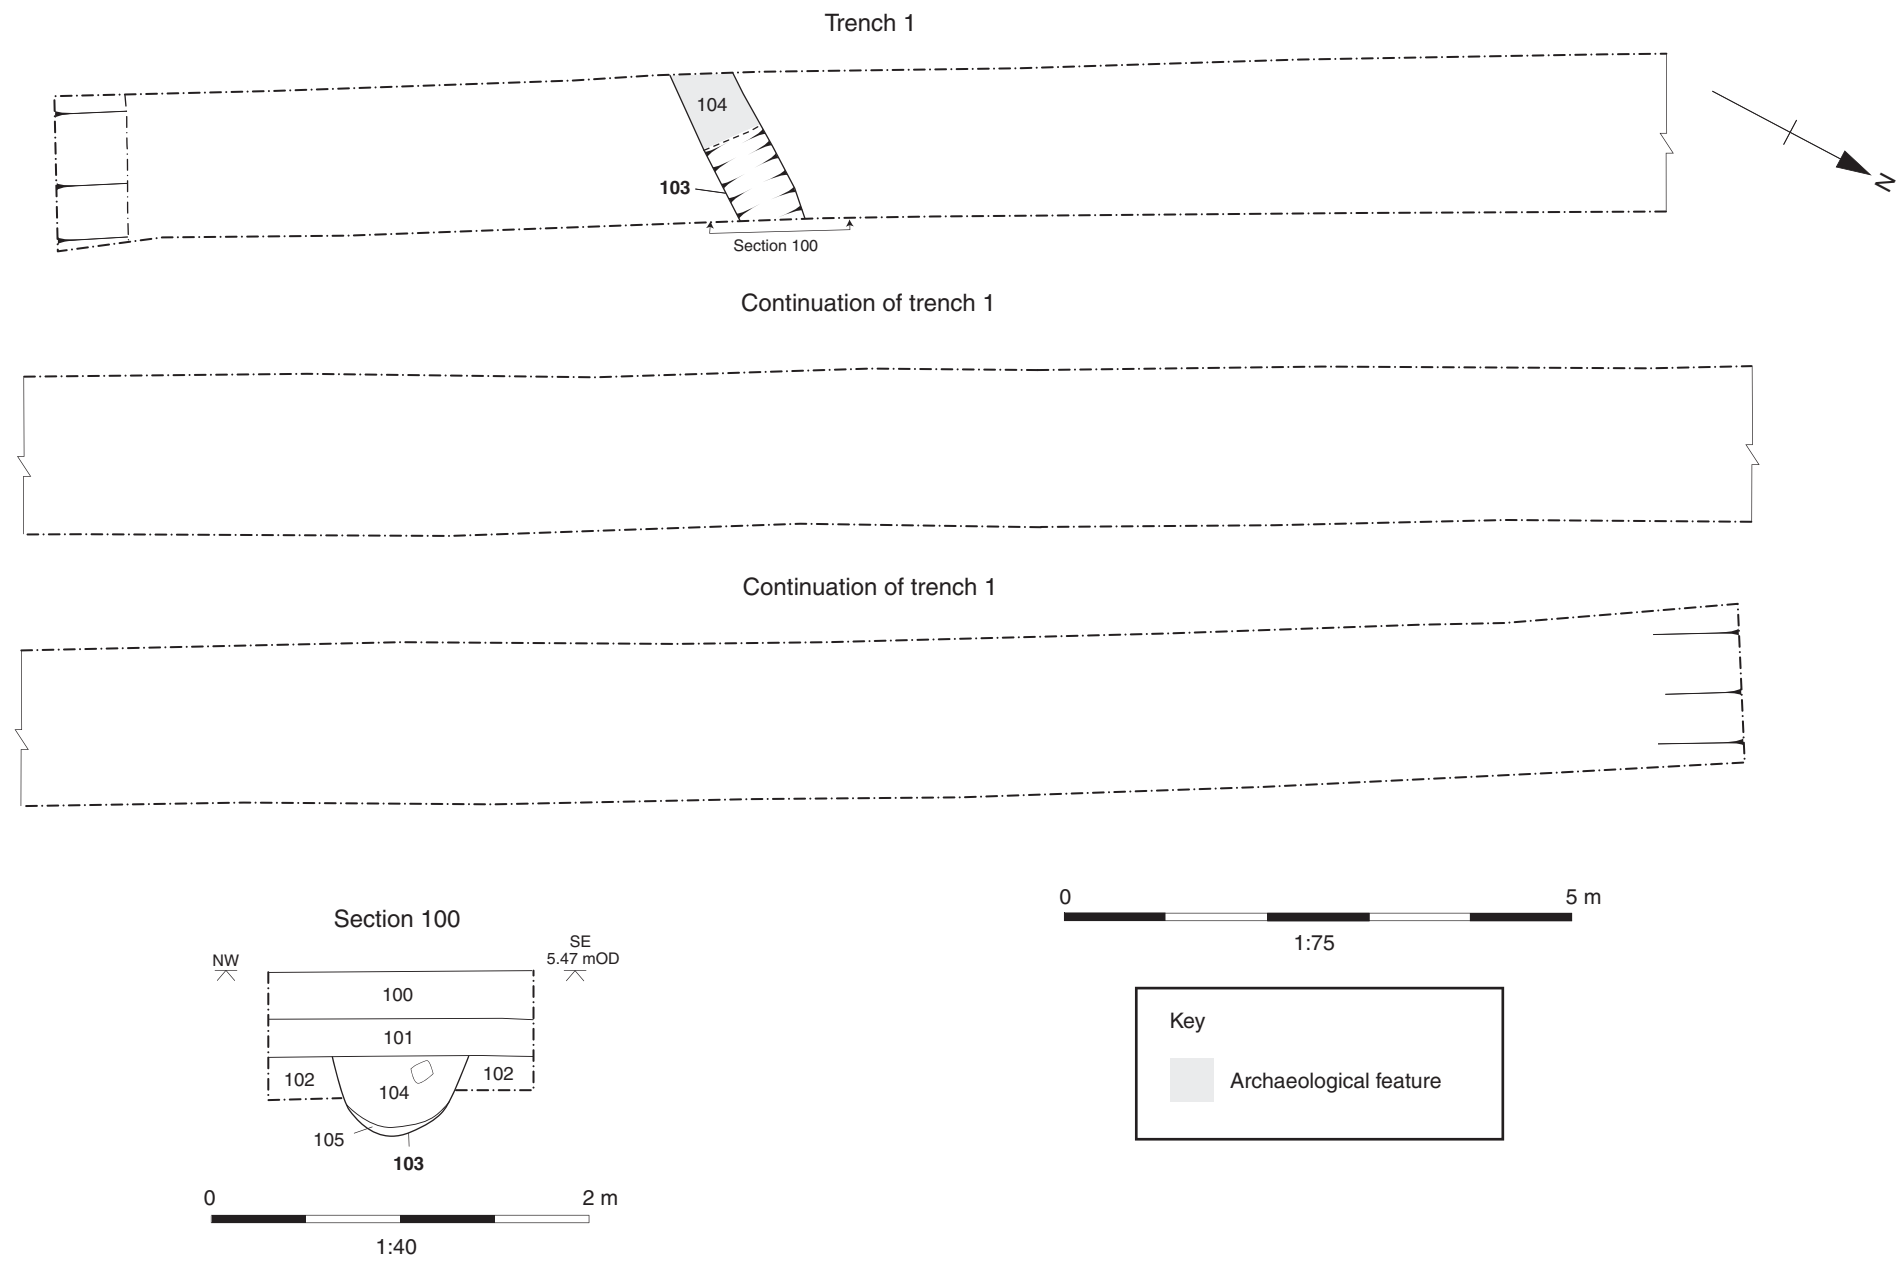 Trench 1
104
103
N
Section 100
Continuation of trench 1
Continuation of trench 1
Section 100
NW
SE
5.47 mOD
100
101
102
102
104
105
103
0 2 m
1:40
0 5 m
1:75
Key
Archaeological feature